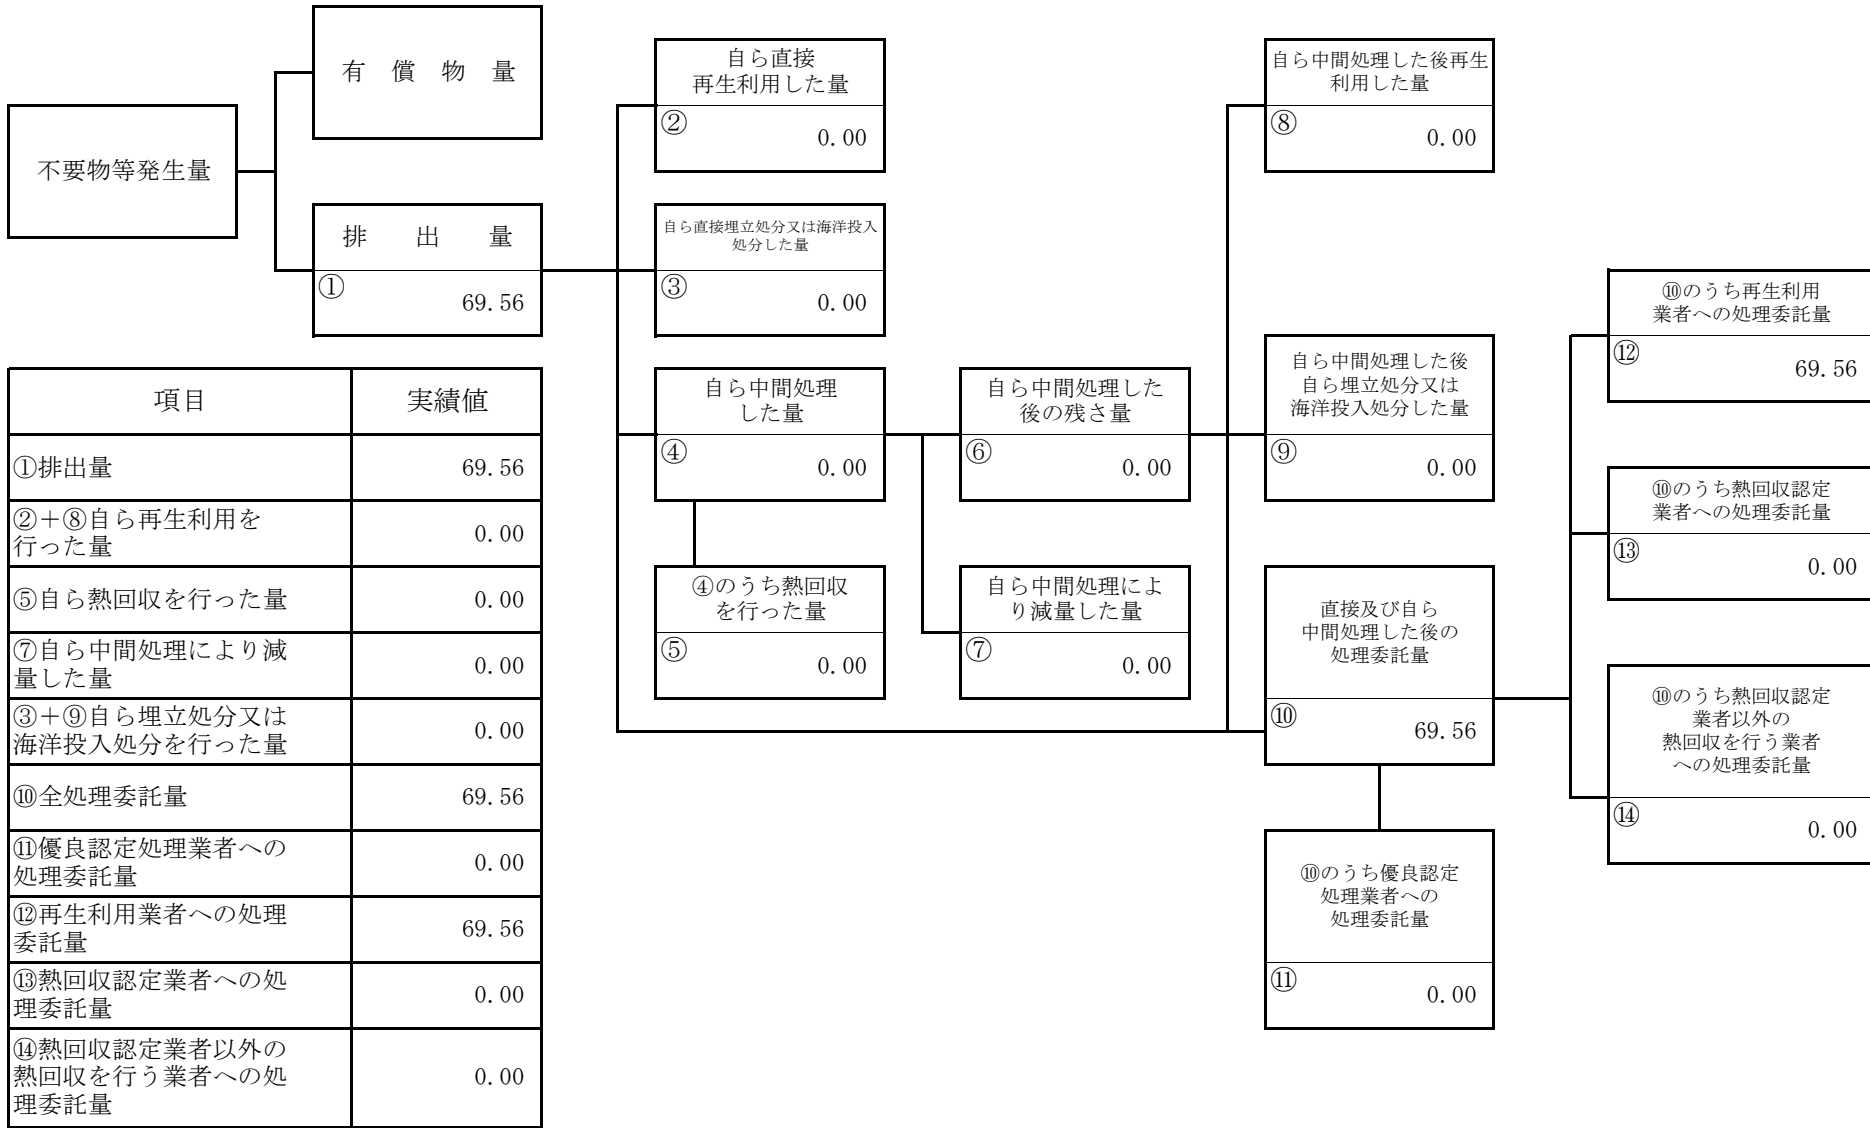 不要物等発生量
有 償 物 量
排 出 量
①
69.56
自ら直接
再生利用した量
②
0.00
自ら直接埋立処分又は海洋投入
処分した量
③
0.00
自ら中間処理
した量
④
0.00
④のうち熱回収
を行った量
⑤
0.00
自ら中間処理した
後の残さ量
⑥
0.00
自ら中間処理によ
り減量した量
⑦
0.00
自ら中間処理した後再生
利用した量
⑧
0.00
自ら中間処理した後
自ら埋立処分又は
海洋投入処分した量
⑨
0.00
直接及び自ら
中間処理した後の
処理委託量
⑩
69.56
⑩のうち優良認定
処理業者への
処理委託量
⑪
0.00
⑩のうち再生利用
業者への処理委託量
⑫
69.56
⑩のうち熱回収認定
業者への処理委託量
⑬
0.00
⑩のうち熱回収認定
業者以外の
熱回収を行う業者
への処理委託量
⑭
0.00
項目 実績値
①排出量 69.56
②＋⑧自ら再生利用を
行った量 0.00
⑤自ら熱回収を行った量 0.00
⑦自ら中間処理により減
量した量 0.00
③＋⑨自ら埋立処分又は
海洋投入処分を行った量 0.00
⑩全処理委託量 69.56
⑪優良認定処理業者への
処理委託量 0.00
⑫再生利用業者への処理
委託量 69.56
⑬熱回収認定業者への処
理委託量 0.00
⑭熱回収認定業者以外の
熱回収を行う業者への処
理委託量 0.00